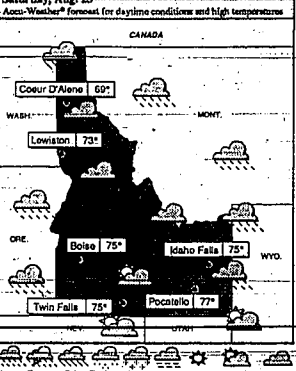 Accu-Weather® forecast for daytime conditions and high temperatures
CANADA
Coeur D'Alene 69°
WASH.
MONT.
Lewiston 73°
ORE.
Boise 75°
Idaho Falls 75°
WYO.
Twin Falls 75°
Pocatello 77°
NEV.
UTAH